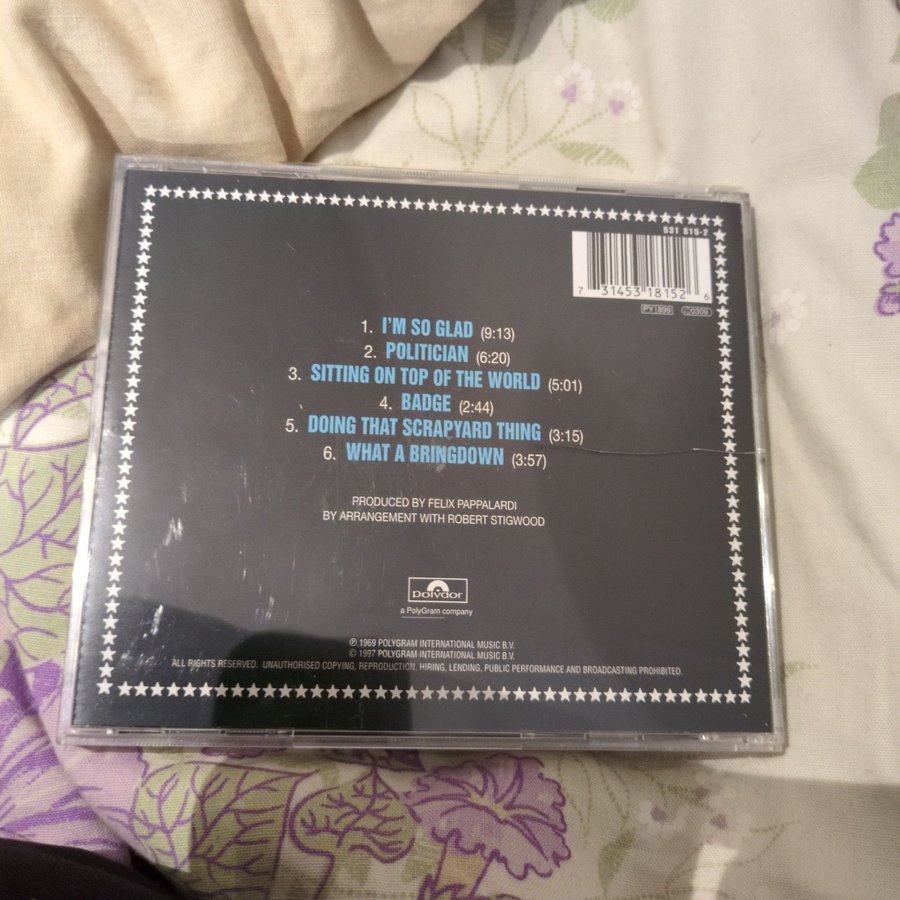 531 815-2
7 31453 18152 6
PY 899 0309
1. I'M SO GLAD (9:13)
2. POLITICIAN (6:20)
3. SITTING ON TOP OF THE WORLD (5:01)
4. BADGE (2:44)
5. DOING THAT SCRAPYARD THING (3:15)
6. WHAT A BRINGDOWN (3:57)
PRODUCED BY FELIX PAPPALARDI
BY ARRANGEMENT WITH ROBERT STIGWOOD
polydor
a PolyGram company
℗ 1969 POLYGRAM INTERNATIONAL MUSIC B.V.
© 1997 POLYGRAM INTERNATIONAL MUSIC B.V.
ALL RIGHTS RESERVED. UNAUTHORISED COPYING, REPRODUCTION, HIRING, LENDING, PUBLIC PERFORMANCE AND BROADCASTING PROHIBITED.